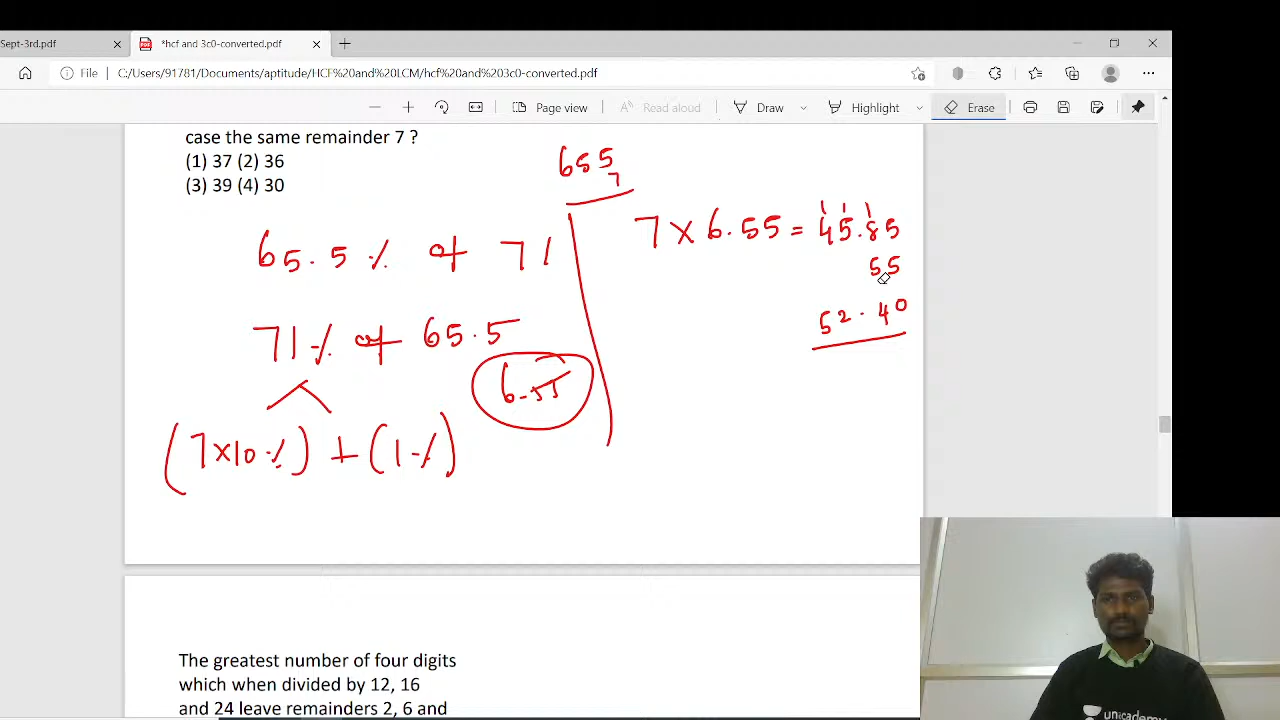 Sept-3rd.pdf
*hcf and 3c0-converted.pdf
File
C:/Users/91781/Documents/aptitude/HCF%20and%20LCM/hcf%20and%203c0-converted.pdf
Page view
Read aloud
Draw
Highlight
Erase
case the same remainder 7 ?
(1) 37 (2) 36
(3) 39 (4) 30
655
7
65.5 % of 71
7 x 6.55 = 45.85
55
52.40
71 % of 65.5
6.55
(7x10 %) + (1 %)
The greatest number of four digits
which when divided by 12, 16
and 24 leave remainders 2, 6 and
unacademy